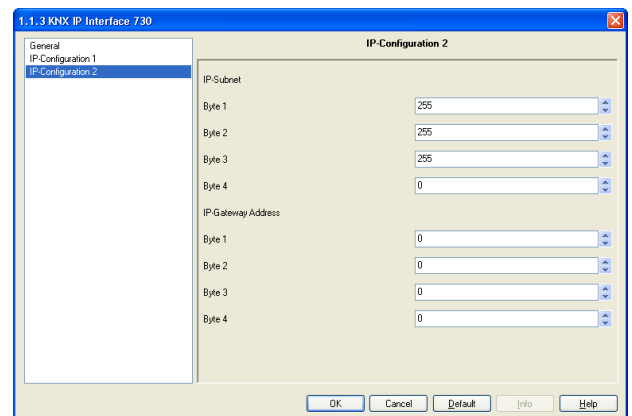 1.1.3 KNX IP Interface 730
General
IP-Configuration 1
IP-Configuration 2
IP-Configuration 2
IP-Subnet
Byte 1 255
Byte 2 255
Byte 3 255
Byte 4 0
IP-Gateway Address
Byte 1 0
Byte 2 0
Byte 3 0
Byte 4 0
OK Cancel Default Info Help